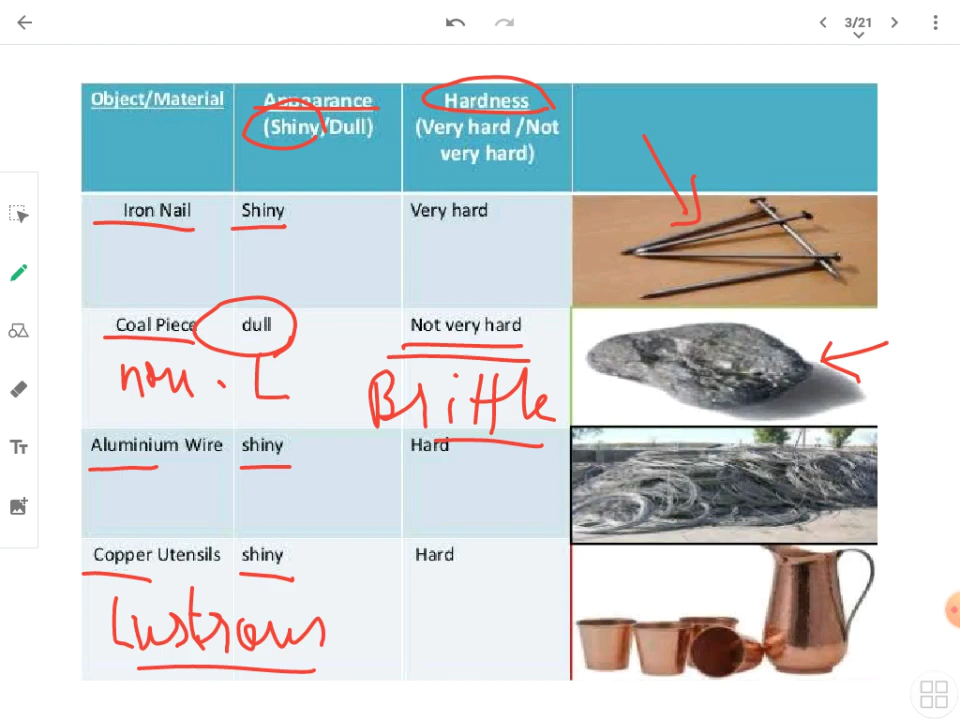 3/21
Object/Material
Appearance
(Shiny/Dull)
Hardness
(Very hard /Not
very hard)
Iron Nail
Shiny
Very hard
Coal Piece
dull
Not very hard
non. L
Brittle
Aluminium Wire
shiny
Hard
Copper Utensils
shiny
Hard
Lustrous
Tт